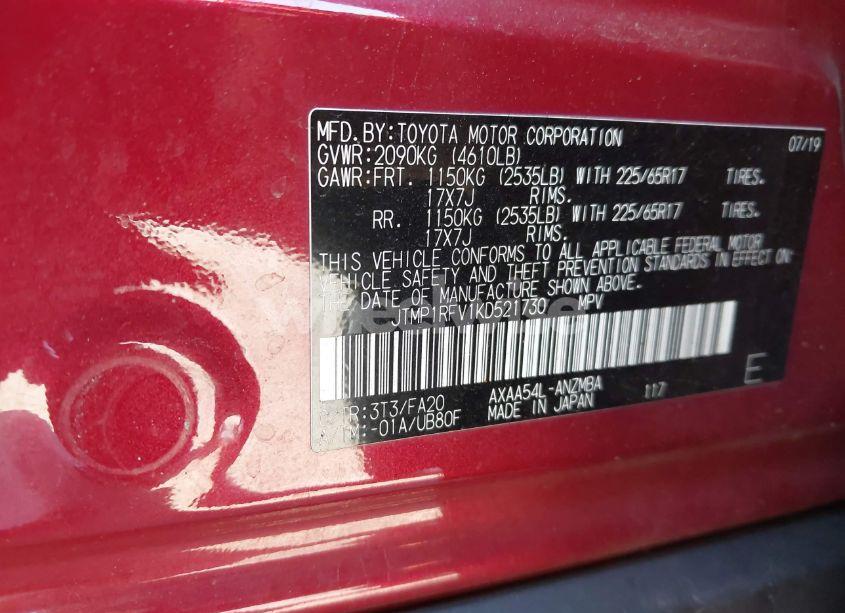 MFD.BY:TOYOTA MOTOR CORPORATION 07/19
GVWR:2090KG (4610LB)
GAWR:FRT. 1150KG (2535LB) WITH 225/65R17 TIRES.
17X7J RIMS.
RR. 1150KG (2535LB) WITH 225/65R17 TIRES.
17X7J RIMS.
THIS VEHICLE CONFORMS TO ALL APPLICABLE FEDERAL MOTOR
VEHICLE SAFETY AND THEFT PREVENTION STANDARDS IN EFFECT ON
THE DATE OF MANUFACTURE SHOWN ABOVE.
JTMP1RFV1KD521730 MPV
:3T3/FA20 AXAA54L-ANZMBA 117 E
:-01A/UB80F MADE IN JAPAN